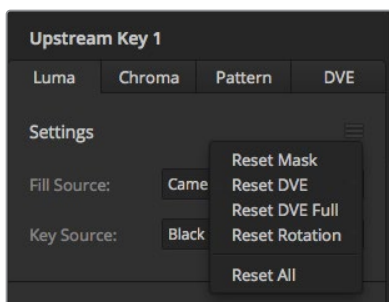 Upstream Key 1
Luma Chroma Pattern DVE
Settings
Reset Mask
Fill Source: Came Reset DVE
Reset DVE Full
Key Source: Black Reset Rotation
Reset All